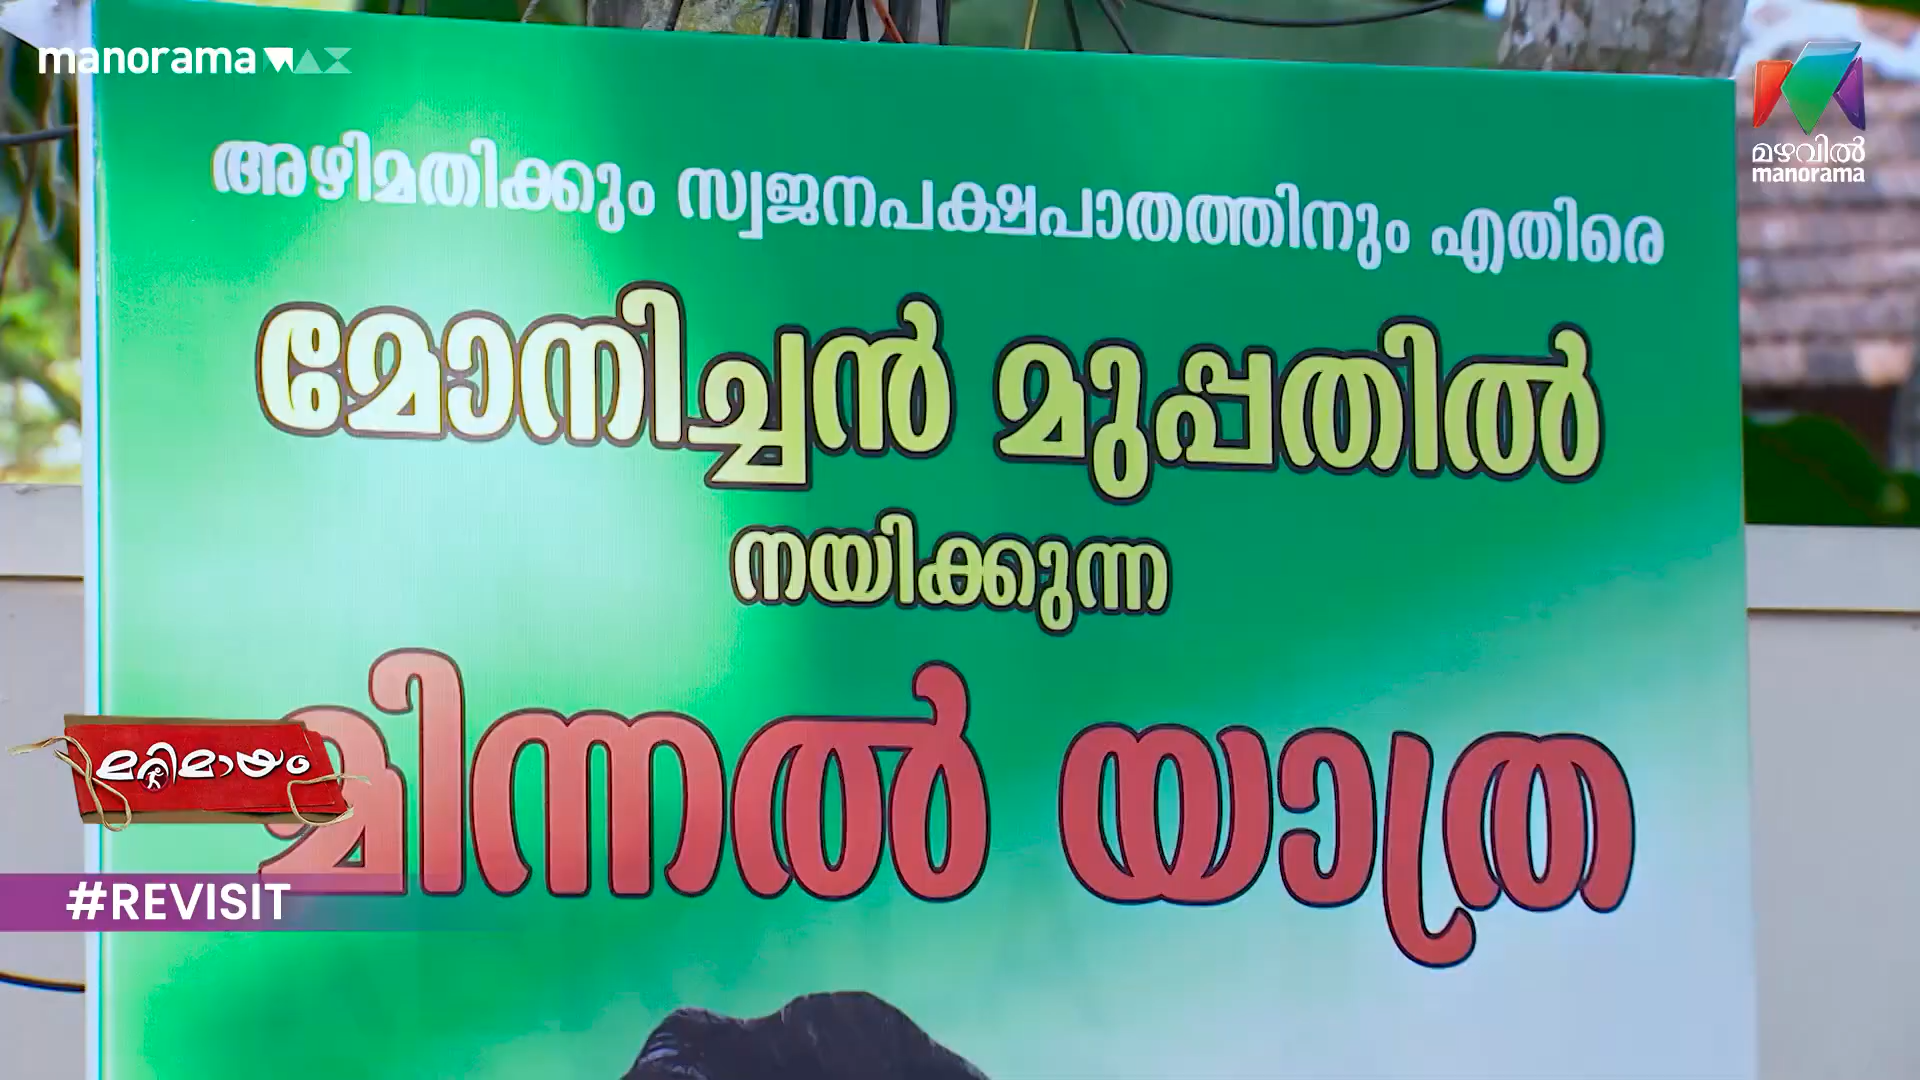 manorama MAX
മഴവിൽ
manorama
അഴിമതിക്കും സ്വജനപക്ഷപാതത്തിനും എതിരെ
മോനിച്ചൻ മുപ്പതിൽ
നയിക്കുന്ന
മിന്നൽ യാത്ര
മറിമായം
#REVISIT